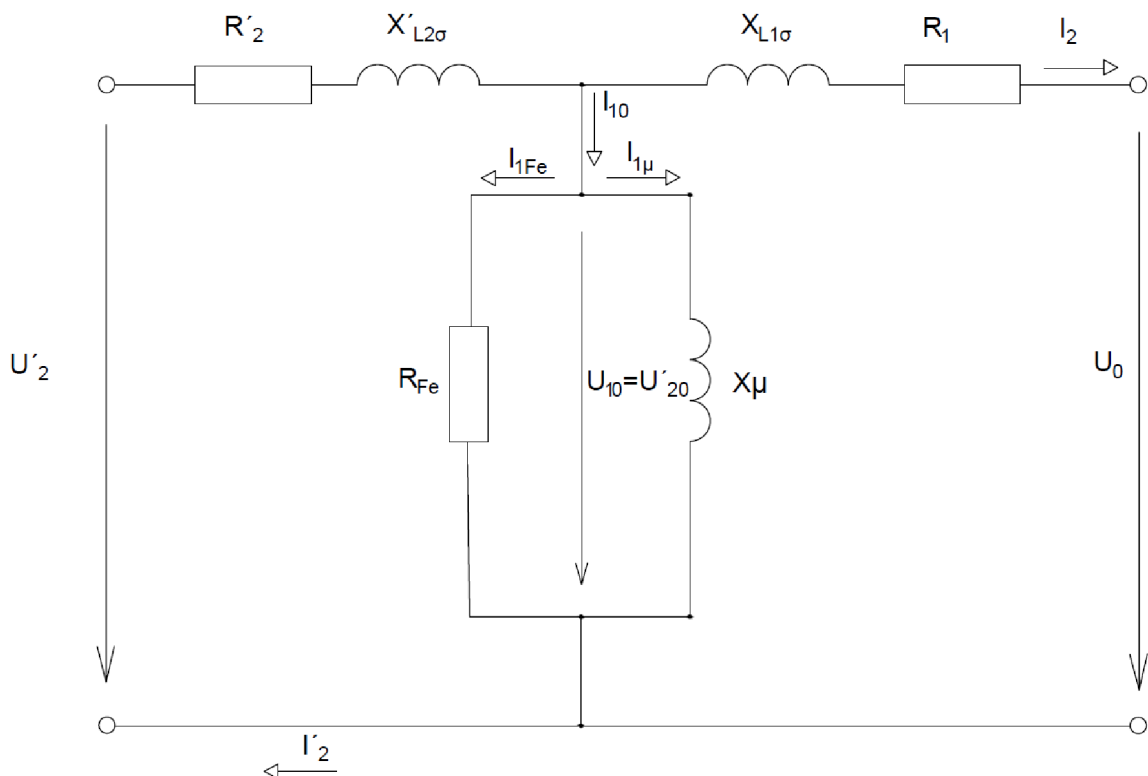 R´2 X´L2σ XL1σ R1 I2
I10
I1Fe I1µ
U´2 RFe U10=U´20 Xµ U0
I´2